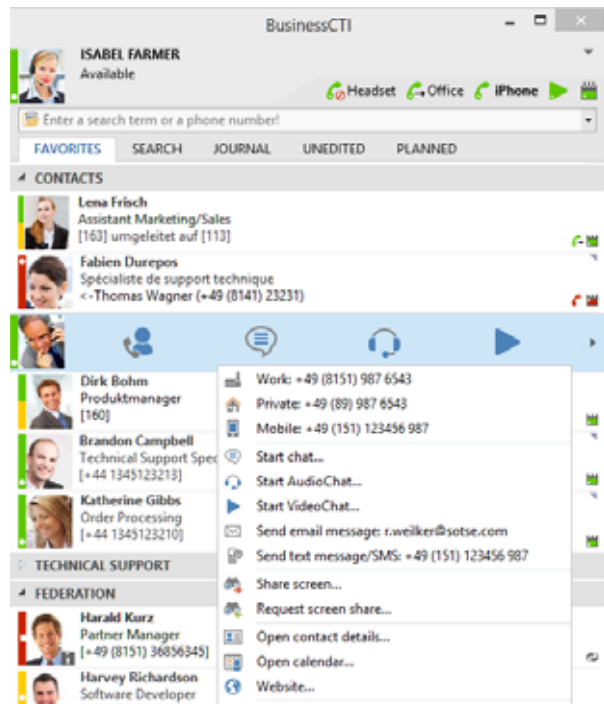 BusinessCTI
ISABEL FARMER
Available
Headset
Office
iPhone
Enter a search term or a phone number!
FAVORITES
SEARCH
JOURNAL
UNEDITED
PLANNED
CONTACTS
Lena Frisch
Assistant Marketing/Sales
[163] umgeleitet auf [113]
Fabien Durepos
Spécialiste de support technique
<-Thomas Wagner (+49 (8141) 23231)
Dirk Bohm
Produktmanager
[160]
Brandon Campbell
Technical Support Spec
[+44 1345123213]
Katherine Gibbs
Order Processing
[+44 1345123210]
TECHNICAL SUPPORT
FEDERATION
Harald Kurz
Partner Manager
[+49 (8151) 36856345]
Harvey Richardson
Software Developer
Work: +49 (8151) 987 6543
Private: +49 (89) 987 6543
Mobile: +49 (151) 123456 987
Start chat...
Start AudioChat...
Start VideoChat...
Send email message: r.weilker@sotse.com
Send text message/SMS: +49 (151) 123456 987
Share screen...
Request screen share...
Open contact details...
Open calendar...
Website...